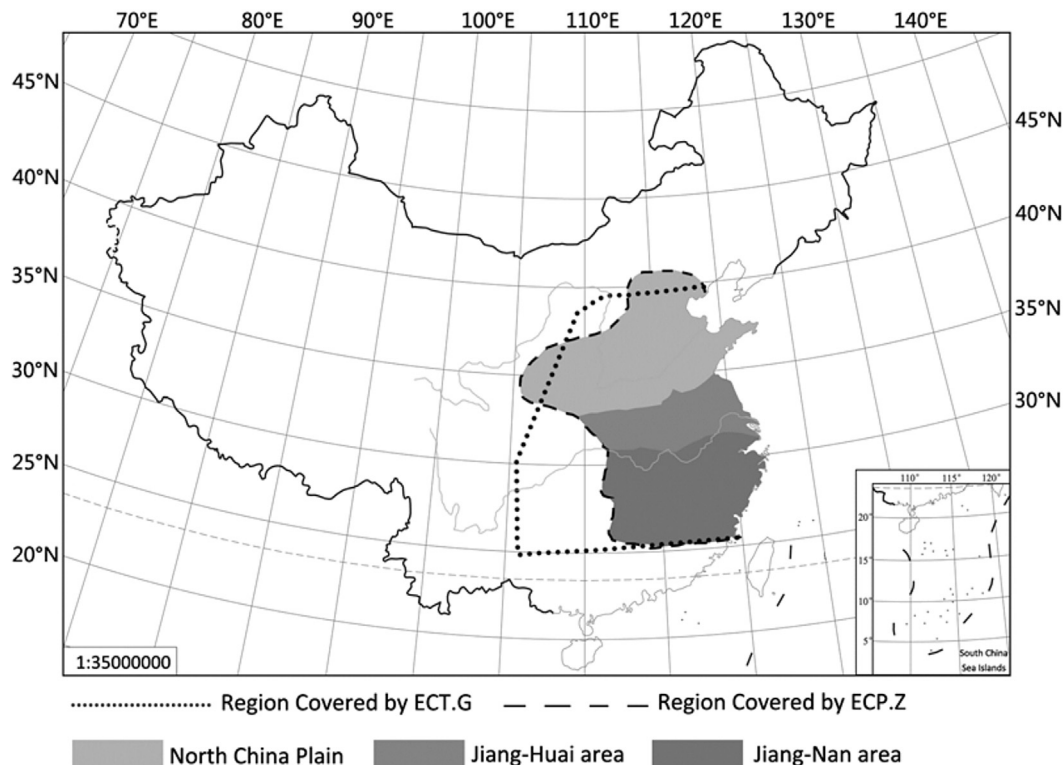 70°E 80°E 90°E 100°E 110°E 120°E 130°E 140°E
45°N
45°N
40°N
40°N
35°N
35°N
30°N
30°N
25°N
20°N
110° 115° 120°
20°
15°
10°
5°
South China
Sea Islands
1:35000000
Region Covered by ECT.G Region Covered by ECP.Z
North China Plain Jiang-Huai area Jiang-Nan area